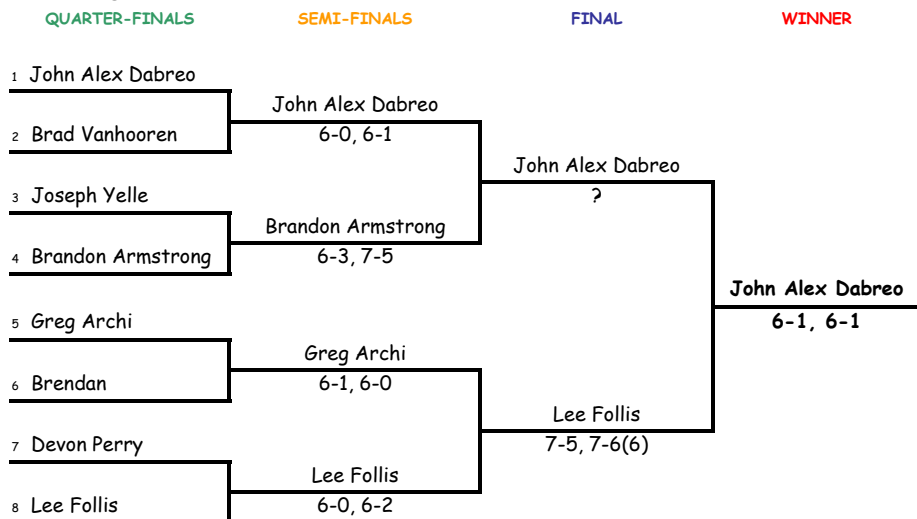 QUARTER-FINALS
SEMI-FINALS
FINAL
WINNER
1 John Alex Dabreo
2 Brad Vanhooren
3 Joseph Yelle
4 Brandon Armstrong
5 Greg Archi
6 Brendan
7 Devon Perry
8 Lee Follis
John Alex Dabreo
6-0, 6-1
Brandon Armstrong
6-3, 7-5
Greg Archi
6-1, 6-0
Lee Follis
6-0, 6-2
John Alex Dabreo
?
Lee Follis
7-5, 7-6(6)
John Alex Dabreo
6-1, 6-1